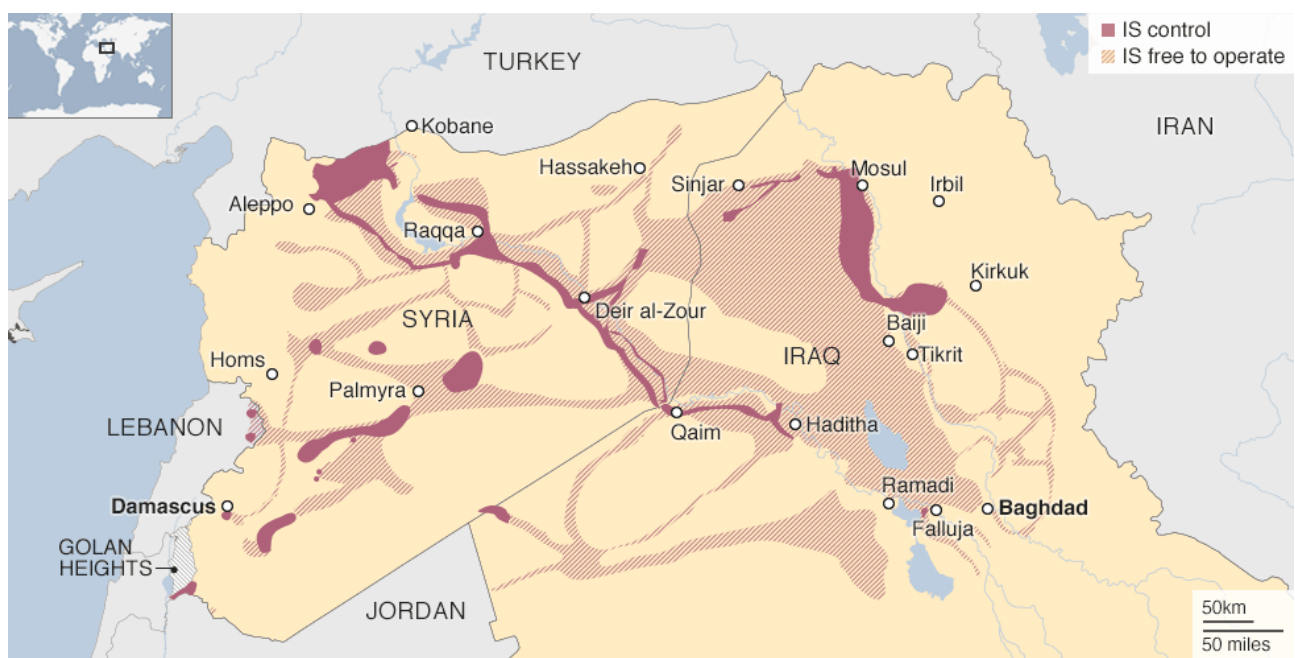 IS control
IS free to operate
TURKEY
IRAN
Kobane
Hassakeh
Sinjar
Mosul
Irbil
Aleppo
Raqqa
Kirkuk
Deir al-Zour
SYRIA
Baiji
IRAQ
Tikrit
Homs
Palmyra
LEBANON
Qaim
Haditha
Ramadi
Damascus
Baghdad
Falluja
GOLAN
HEIGHTS
JORDAN
50km
50 miles